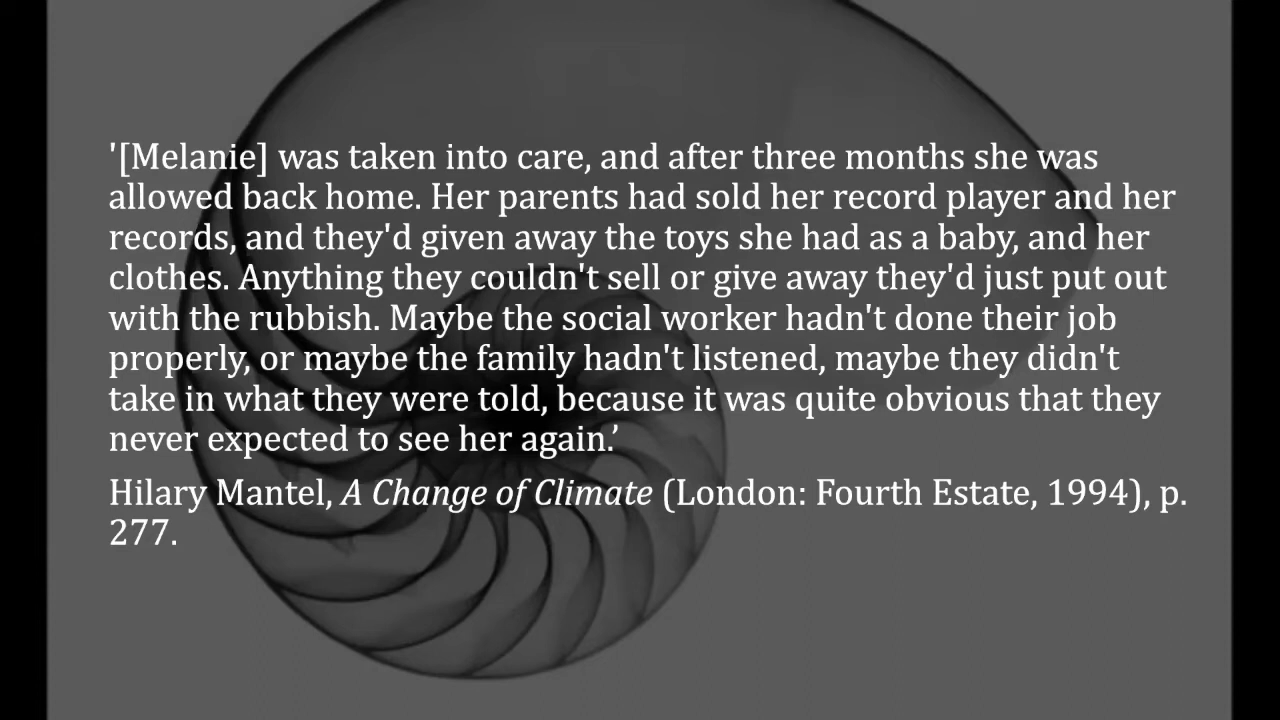 '[Melanie] was taken into care, and after three months she was
allowed back home. Her parents had sold her record player and her
records, and they'd given away the toys she had as a baby, and her
clothes. Anything they couldn't sell or give away they'd just put out
with the rubbish. Maybe the social worker hadn't done their job
properly, or maybe the family hadn't listened, maybe they didn't
take in what they were told, because it was quite obvious that they
never expected to see her again.’
Hilary Mantel, A Change of Climate (London: Fourth Estate, 1994), p.
277.